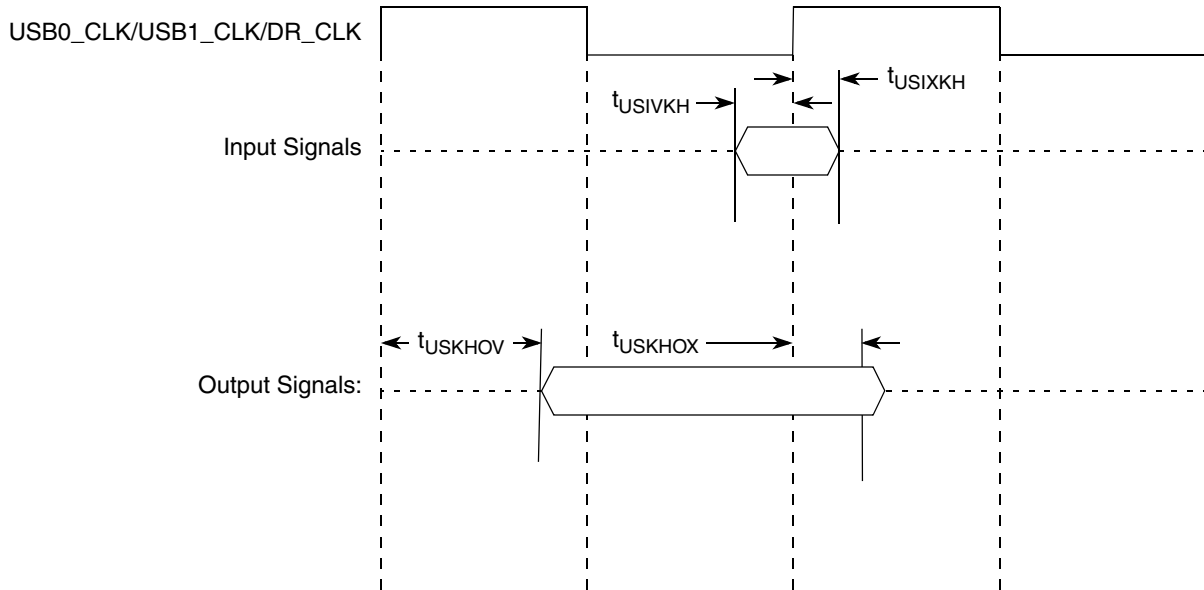 USB0_CLK/USB1_CLK/DR_CLK
tUSIXKH
tUSIVKH
Input Signals
tUSKHOV
tUSKHOX
Output Signals: